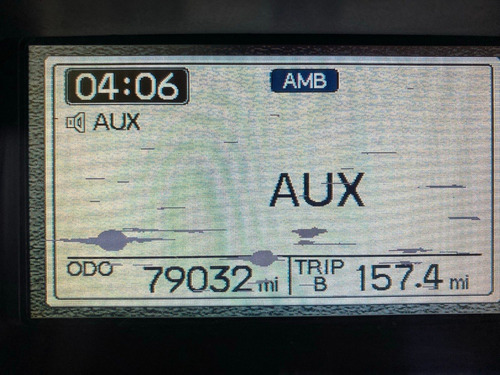 04:06 AMB
AUX
AUX
ODO 79032 mi TRIP B 157.4 mi